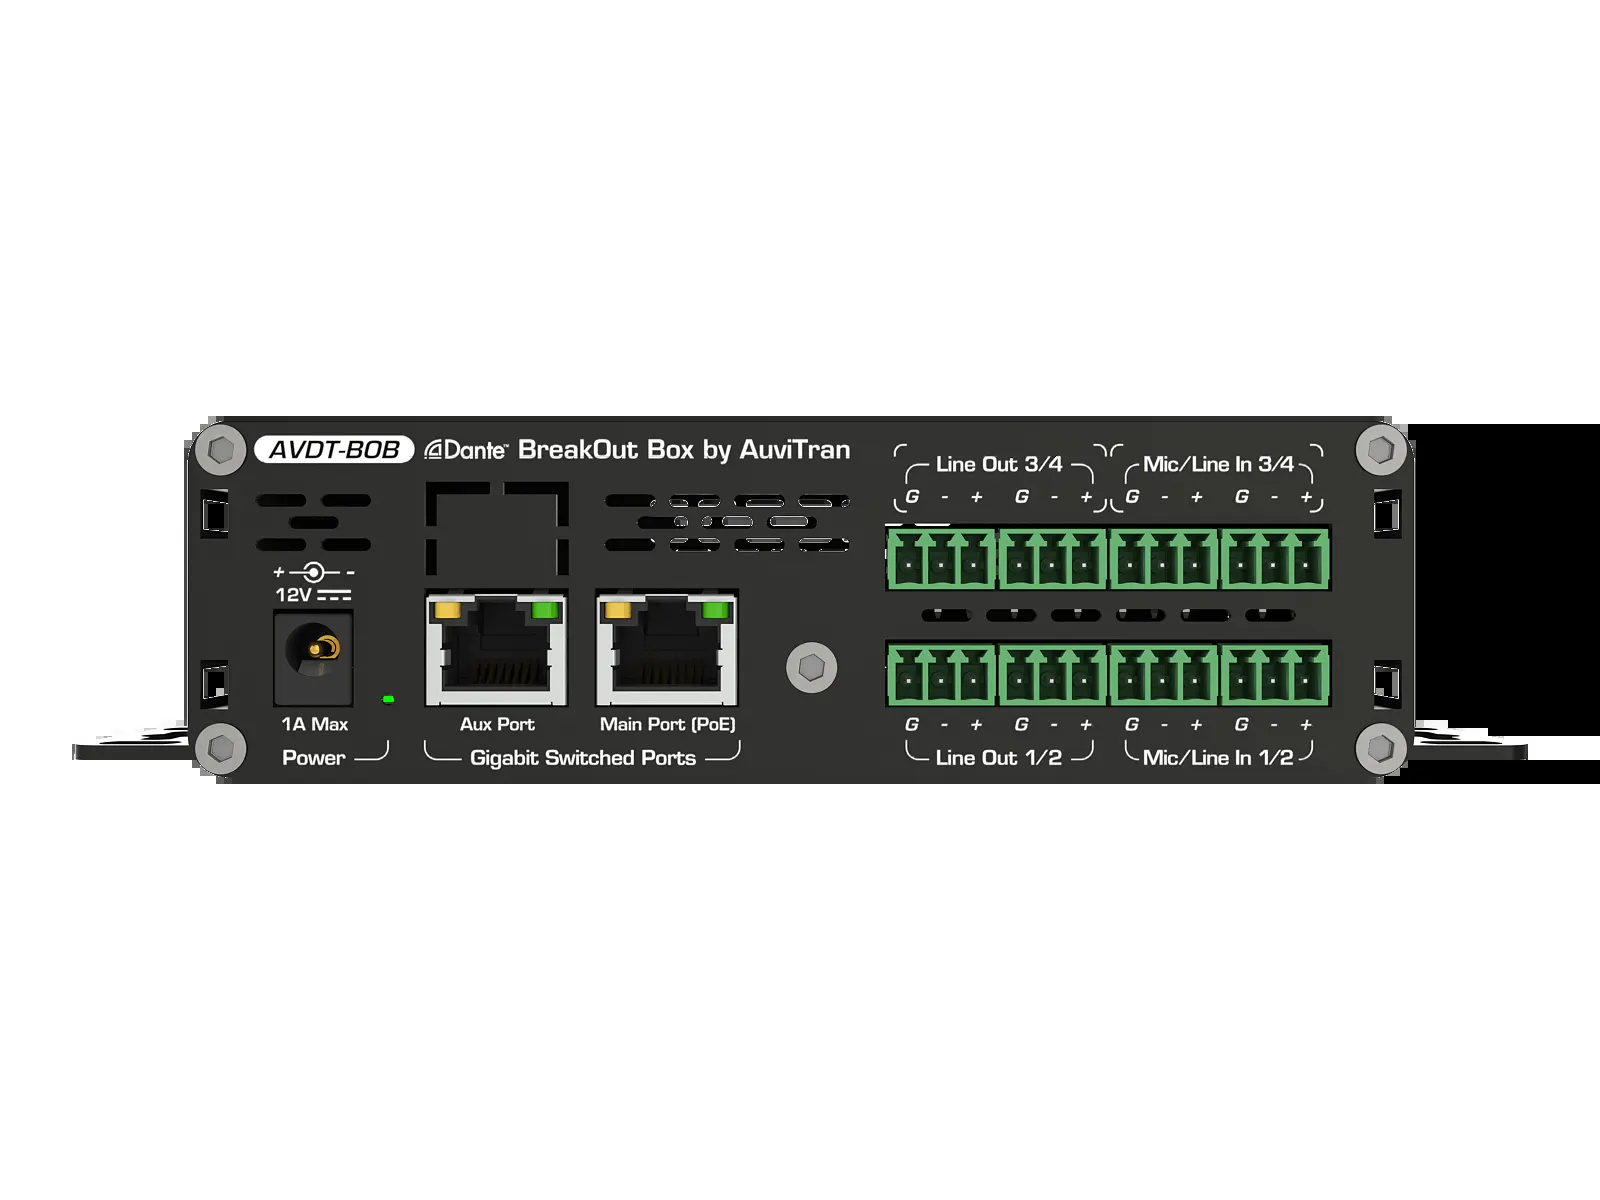 AVDT-BOB Dante™ BreakOut Box by AuviTran
Line Out 3/4 Mic/Line In 3/4
G - + G - + G - + G - +
+ -
12V
1A Max
Power
Aux Port Main Port (PoE)
Gigabit Switched Ports
G - + G - + G - + G - +
Line Out 1/2 Mic/Line In 1/2